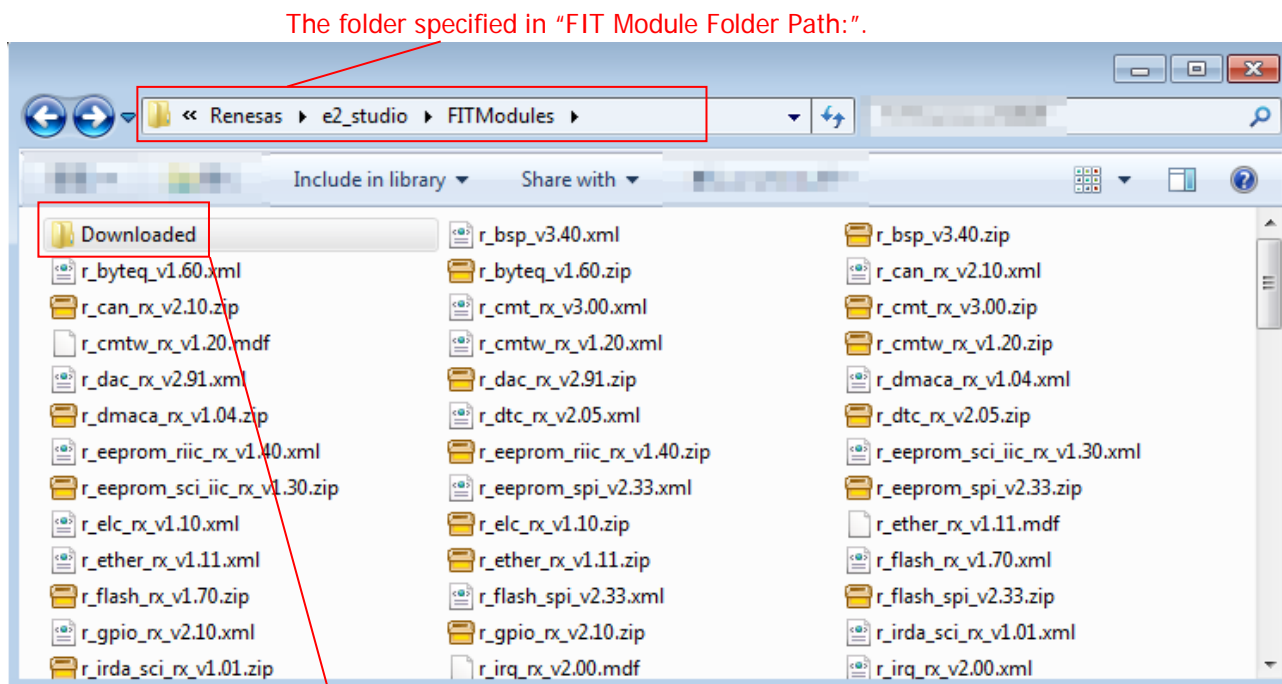 The folder specified in “FIT Module Folder Path:”.
« Renesas e2_studio FITModules
Include in library Share with
Downloaded r_bsp_v3.40.xml r_bsp_v3.40.zip
r_byteq_v1.60.xml r_byteq_v1.60.zip r_can_rx_v2.10.xml
r_can_rx_v2.10.zip r_cmt_rx_v3.00.xml r_cmt_rx_v3.00.zip
r_cmtw_rx_v1.20.mdf r_cmtw_rx_v1.20.xml r_cmtw_rx_v1.20.zip
r_dac_rx_v2.91.xml r_dac_rx_v2.91.zip r_dmaca_rx_v1.04.xml
r_dmaca_rx_v1.04.zip r_dtc_rx_v2.05.xml r_dtc_rx_v2.05.zip
r_eeprom_riic_rx_v1.40.xml r_eeprom_riic_rx_v1.40.zip r_eeprom_sci_iic_rx_v1.30.xml
r_eeprom_sci_iic_rx_v1.30.zip r_eeprom_spi_v2.33.xml r_eeprom_spi_v2.33.zip
r_elc_rx_v1.10.xml r_elc_rx_v1.10.zip r_ether_rx_v1.11.mdf
r_ether_rx_v1.11.xml r_ether_rx_v1.11.zip r_flash_rx_v1.70.xml
r_flash_rx_v1.70.zip r_flash_spi_v2.33.xml r_flash_spi_v2.33.zip
r_gpio_rx_v2.10.xml r_gpio_rx_v2.10.zip r_irda_sci_rx_v1.01.xml
r_irda_sci_rx_v1.01.zip r_irq_rx_v2.00.mdf r_irq_rx_v2.00.xml